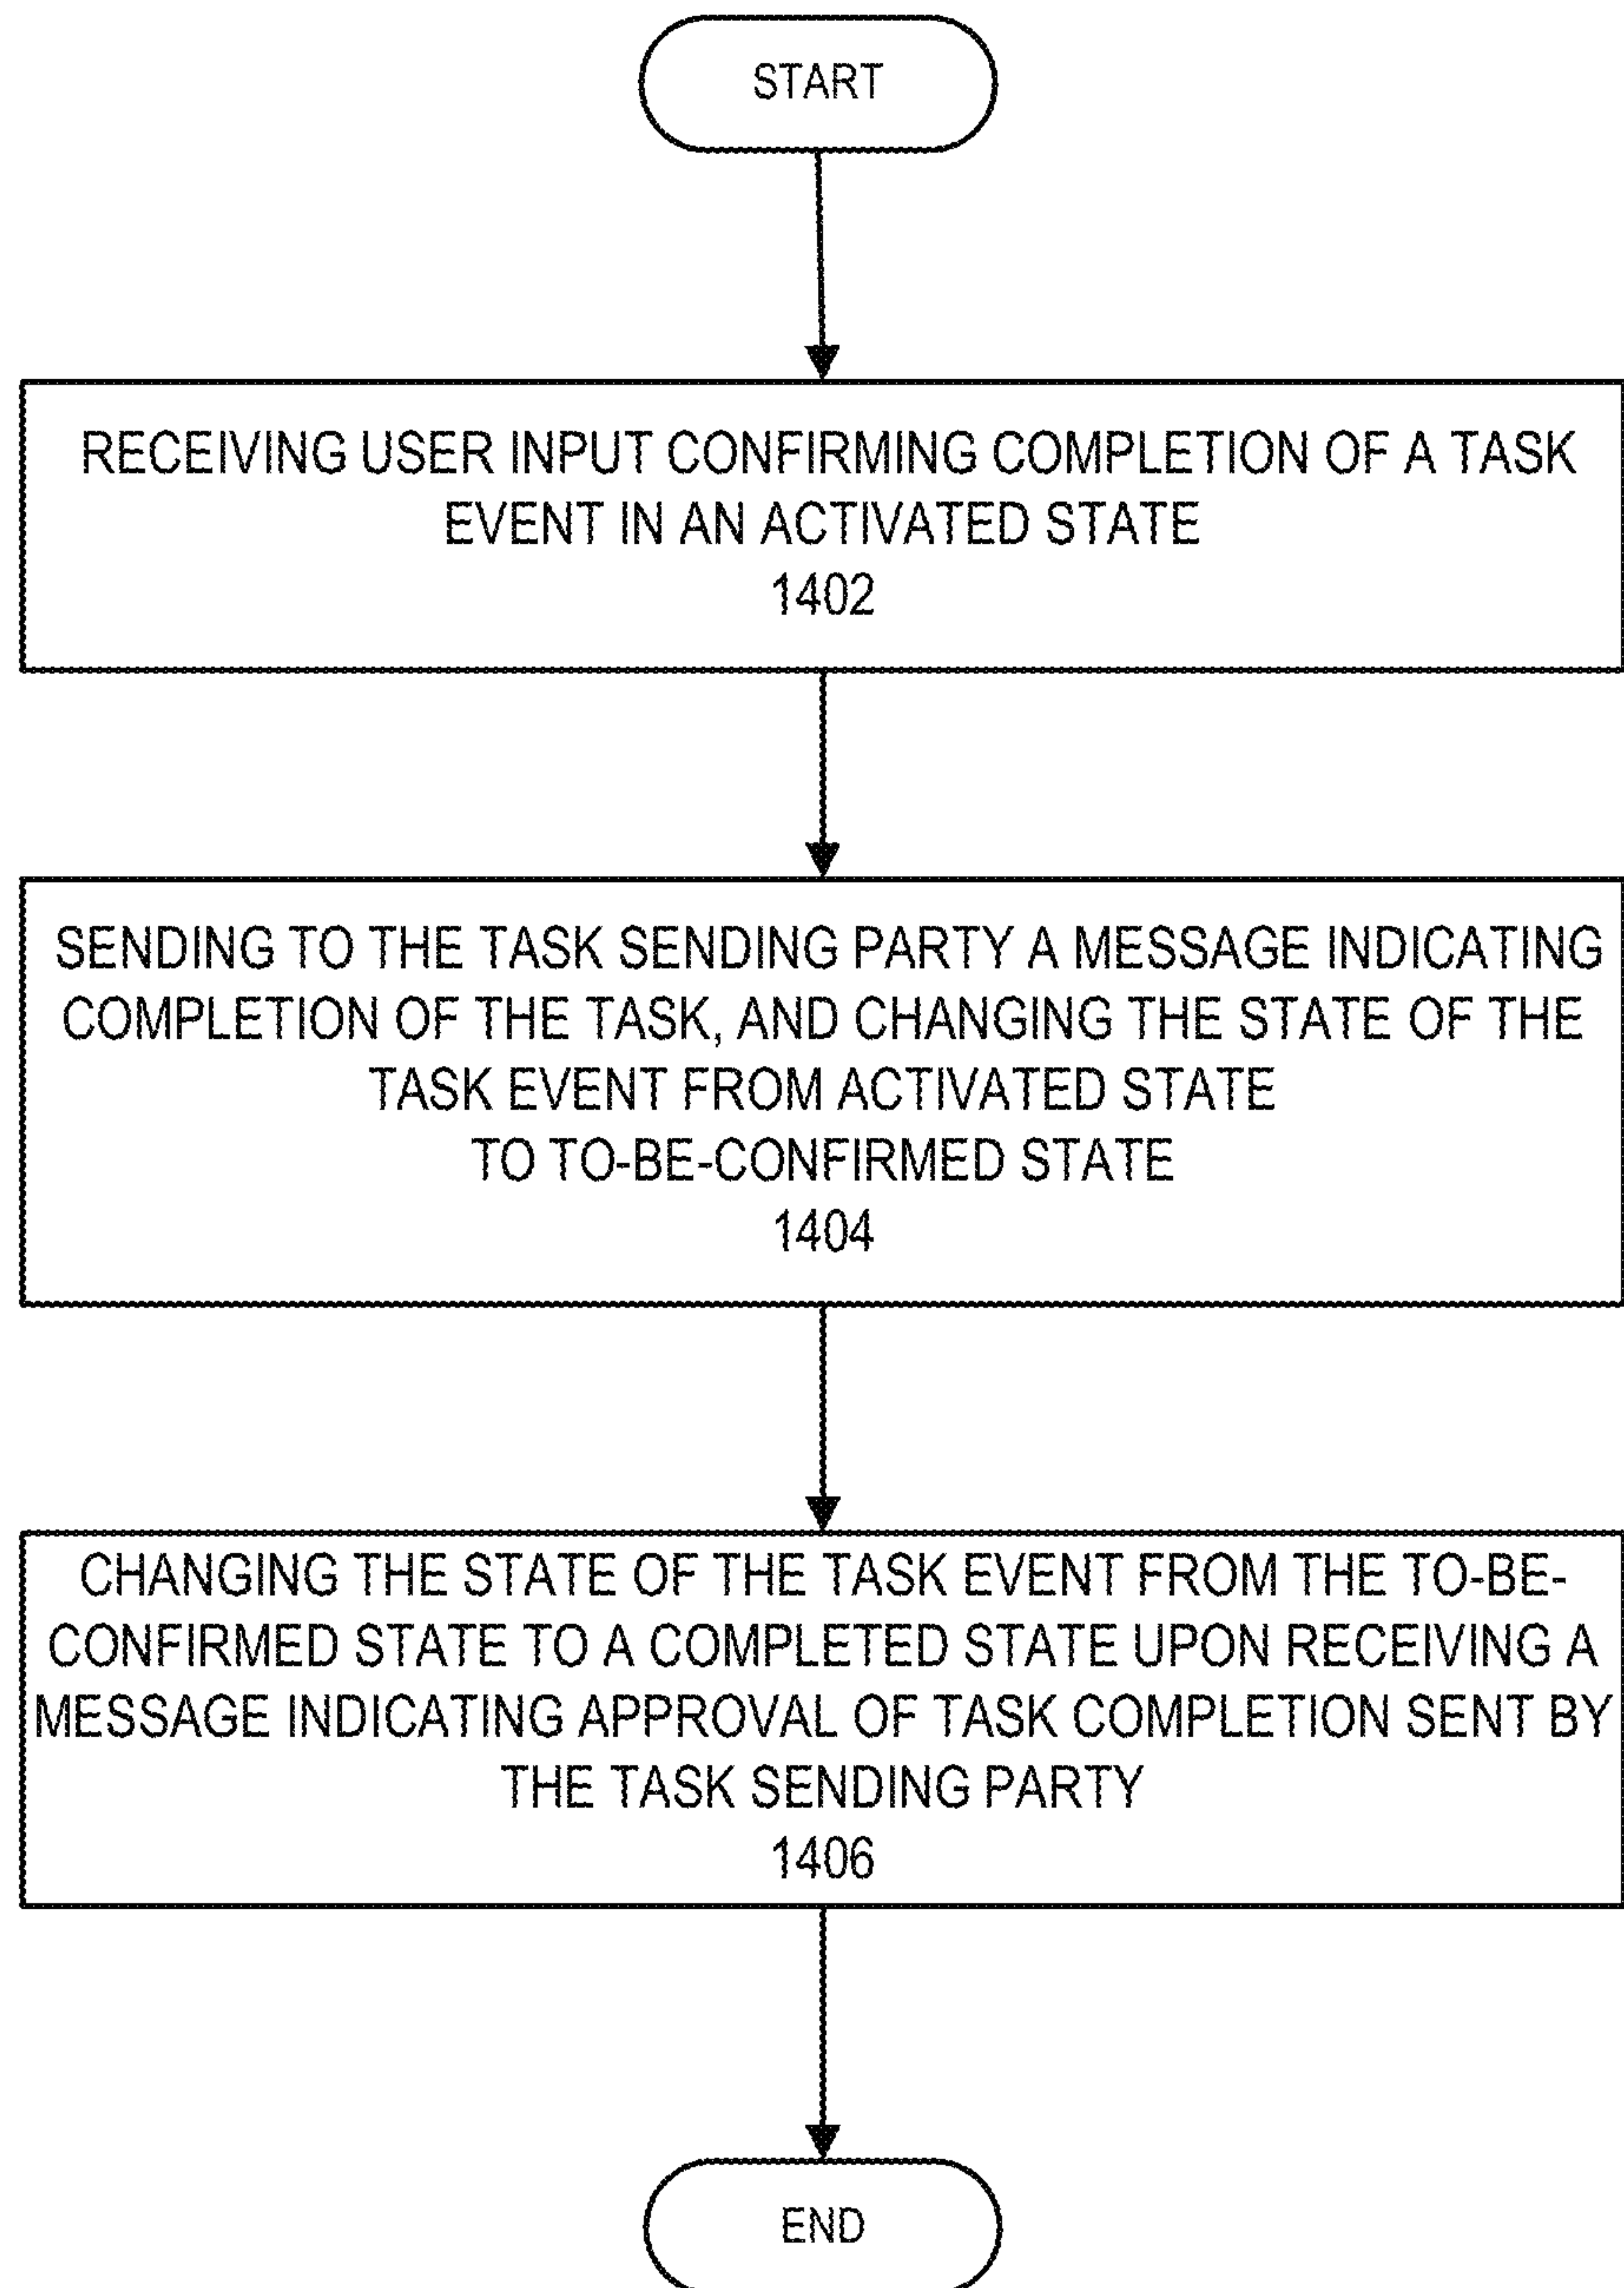 START
RECEIVING USER INPUT CONFIRMING COMPLETION OF A TASK
EVENT IN AN ACTIVATED STATE
1402
SENDING TO THE TASK SENDING PARTY A MESSAGE INDICATING
COMPLETION OF THE TASK, AND CHANGING THE STATE OF THE
TASK EVENT FROM ACTIVATED STATE
TO TO-BE-CONFIRMED STATE
1404
CHANGING THE STATE OF THE TASK EVENT FROM THE TO-BE-
CONFIRMED STATE TO A COMPLETED STATE UPON RECEIVING A
MESSAGE INDICATING APPROVAL OF TASK COMPLETION SENT BY
THE TASK SENDING PARTY
1406
END